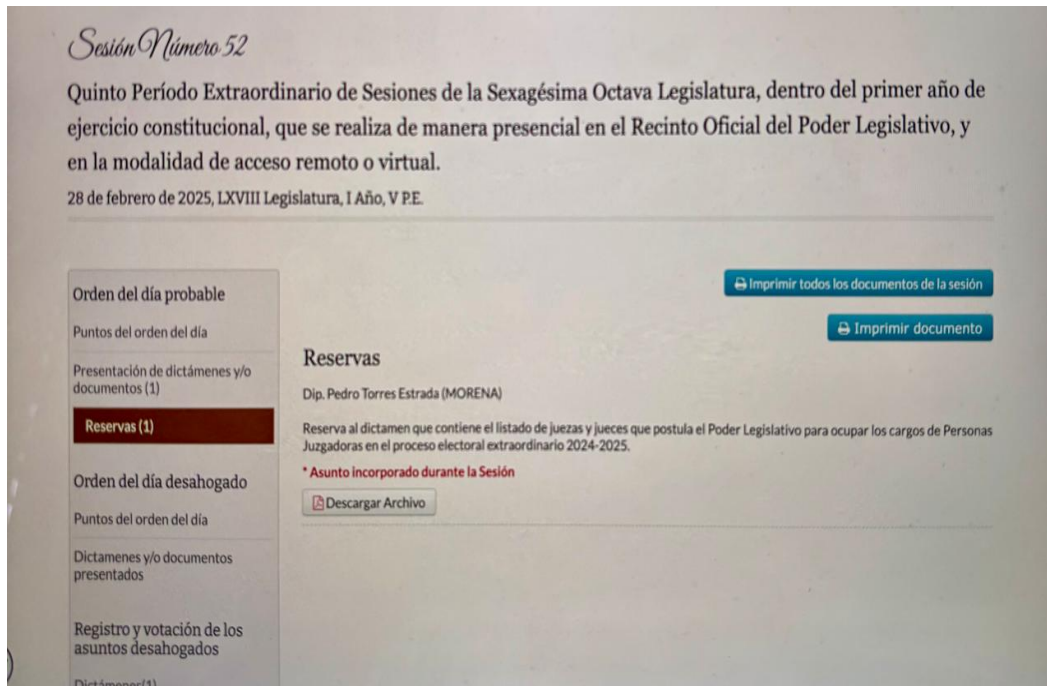 Sesión Número 52
Quinto Período Extraordinario de Sesiones de la Sexagésima Octava Legislatura, dentro del primer año de
ejercicio constitucional, que se realiza de manera presencial en el Recinto Oficial del Poder Legislativo, y
en la modalidad de acceso remoto o virtual.
28 de febrero de 2025, LXVIII Legislatura, I Año, V P.E.
Orden del día probable
Puntos del orden del día
Presentación de dictámenes y/o
documentos (1)
Reservas (1)
Orden del día desahogado
Puntos del orden del día
Dictamenes y/o documentos
presentados
Registro y votación de los
asuntos desahogados
Dictámenes (1)
Imprimir todos los documentos de la sesión
Imprimir documento
Reservas
Dip. Pedro Torres Estrada (MORENA)
Reserva al dictamen que contiene el listado de juezas y jueces que postula el Poder Legislativo para ocupar los cargos de Personas
Juzgadoras en el proceso electoral extraordinario 2024-2025.
* Asunto incorporado durante la Sesión
Descargar Archivo